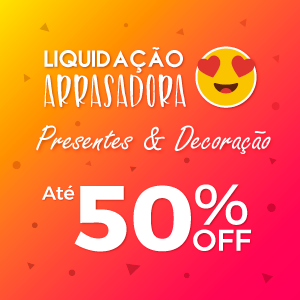 LIQUIDAÇÃO
ARRASADORA
Presentes & Decoração
Até 50% OFF